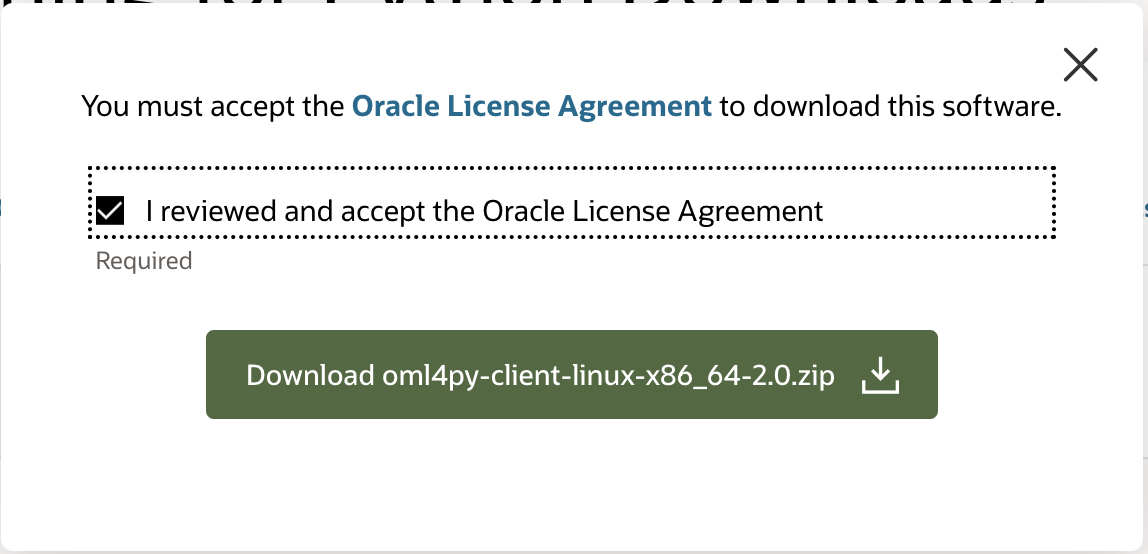 You must accept the Oracle License Agreement to download this software.
I reviewed and accept the Oracle License Agreement
Required
Download oml4py-client-linux-x86_64-2.0.zip